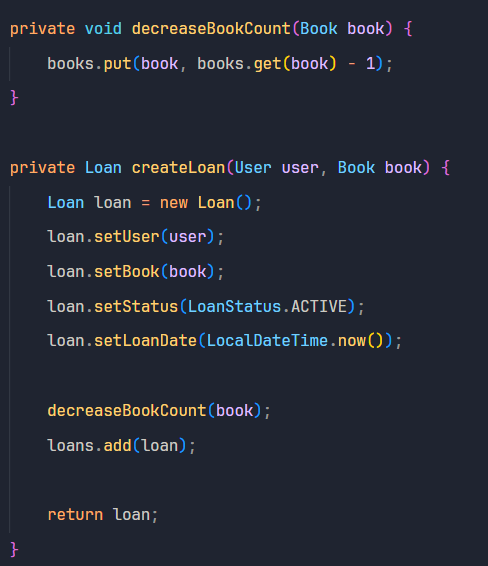 private void decreaseBookCount(Book book) {
    books.put(book, books.get(book) - 1);
}

private Loan createLoan(User user, Book book) {
    Loan loan = new Loan();
    loan.setUser(user);
    loan.setBook(book);
    loan.setStatus(LoanStatus.ACTIVE);
    loan.setLoanDate(LocalDateTime.now());

    decreaseBookCount(book);
    loans.add(loan);

    return loan;
}